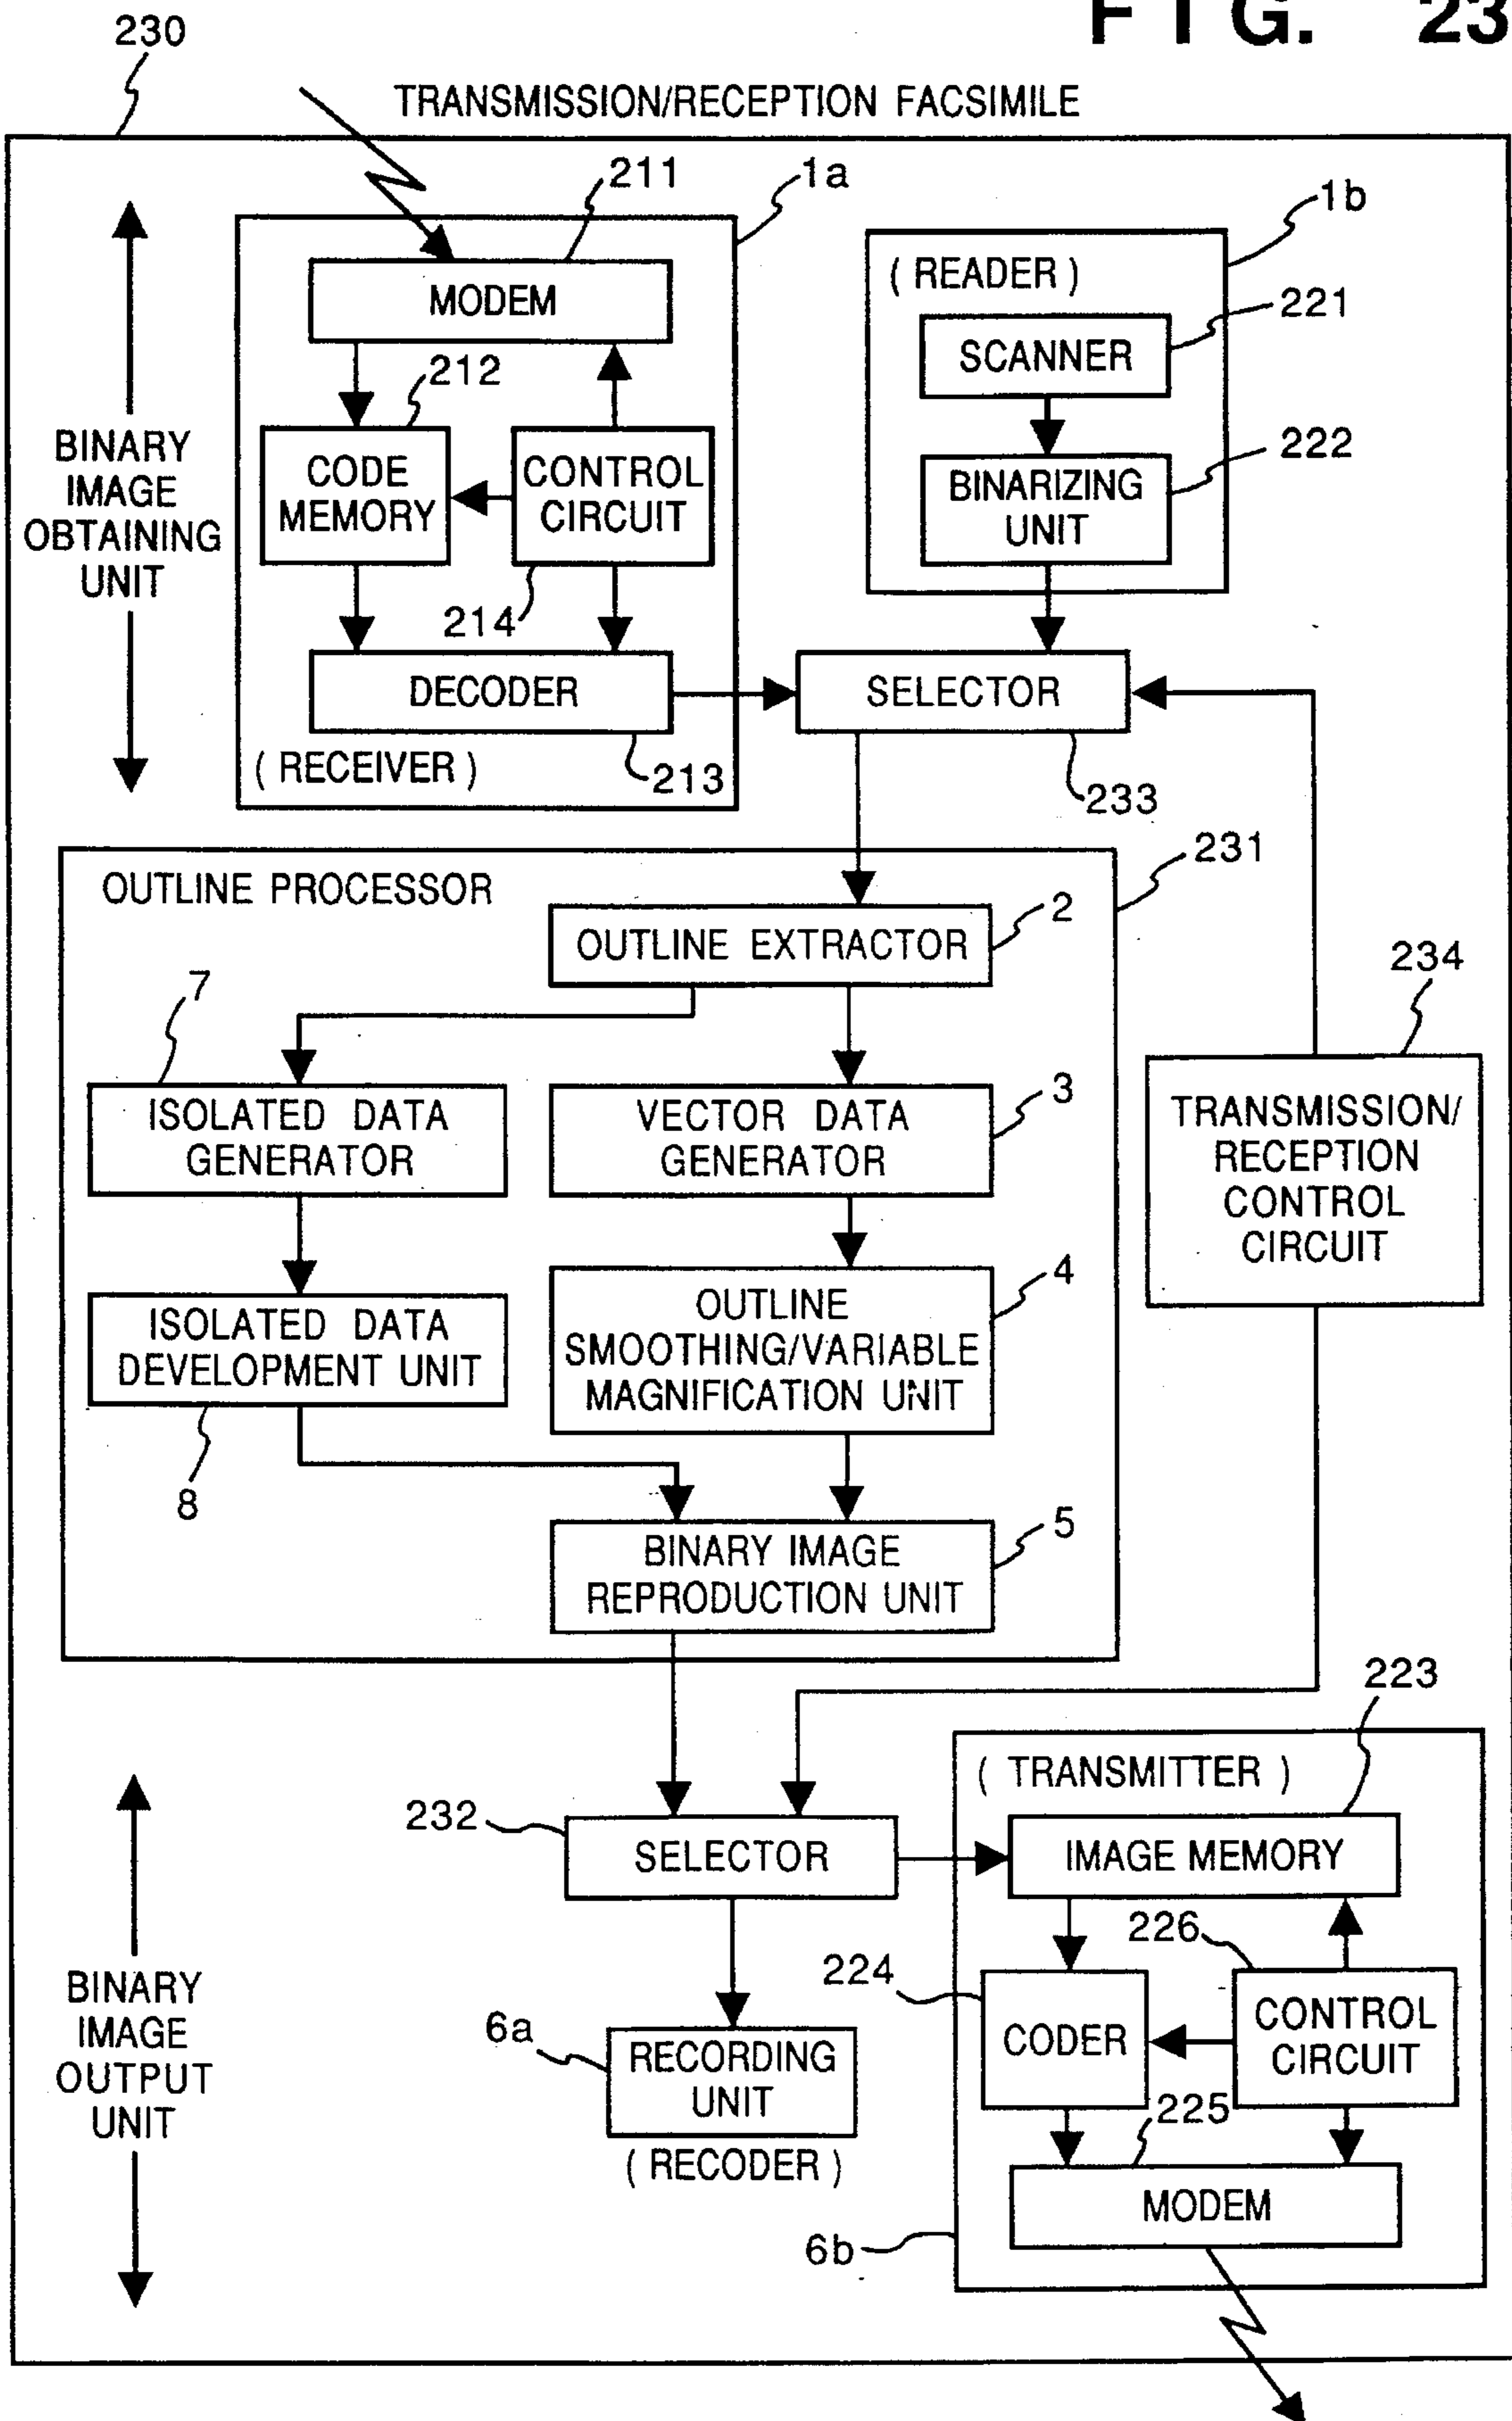 FIG. 23
230
TRANSMISSION/RECEPTION FACSIMILE
211
1a
1b
MODEM
( READER )
221
SCANNER
212
BINARY
IMAGE
OBTAINING
UNIT
CODE
MEMORY
CONTROL
CIRCUIT
222
BINARIZING
UNIT
214
DECODER
SELECTOR
( RECEIVER )
213
233
231
OUTLINE PROCESSOR
2
OUTLINE EXTRACTOR
234
7
3
ISOLATED DATA
GENERATOR
VECTOR DATA
GENERATOR
TRANSMISSION/
RECEPTION
CONTROL
CIRCUIT
4
ISOLATED DATA
DEVELOPMENT UNIT
OUTLINE
SMOOTHING/VARIABLE
MAGNIFICATION UNIT
8
5
BINARY IMAGE
REPRODUCTION UNIT
223
( TRANSMITTER )
232
SELECTOR
IMAGE MEMORY
226
224
BINARY
IMAGE
OUTPUT
UNIT
6a
RECORDING
UNIT
( RECODER )
CODER
CONTROL
CIRCUIT
225
MODEM
6b